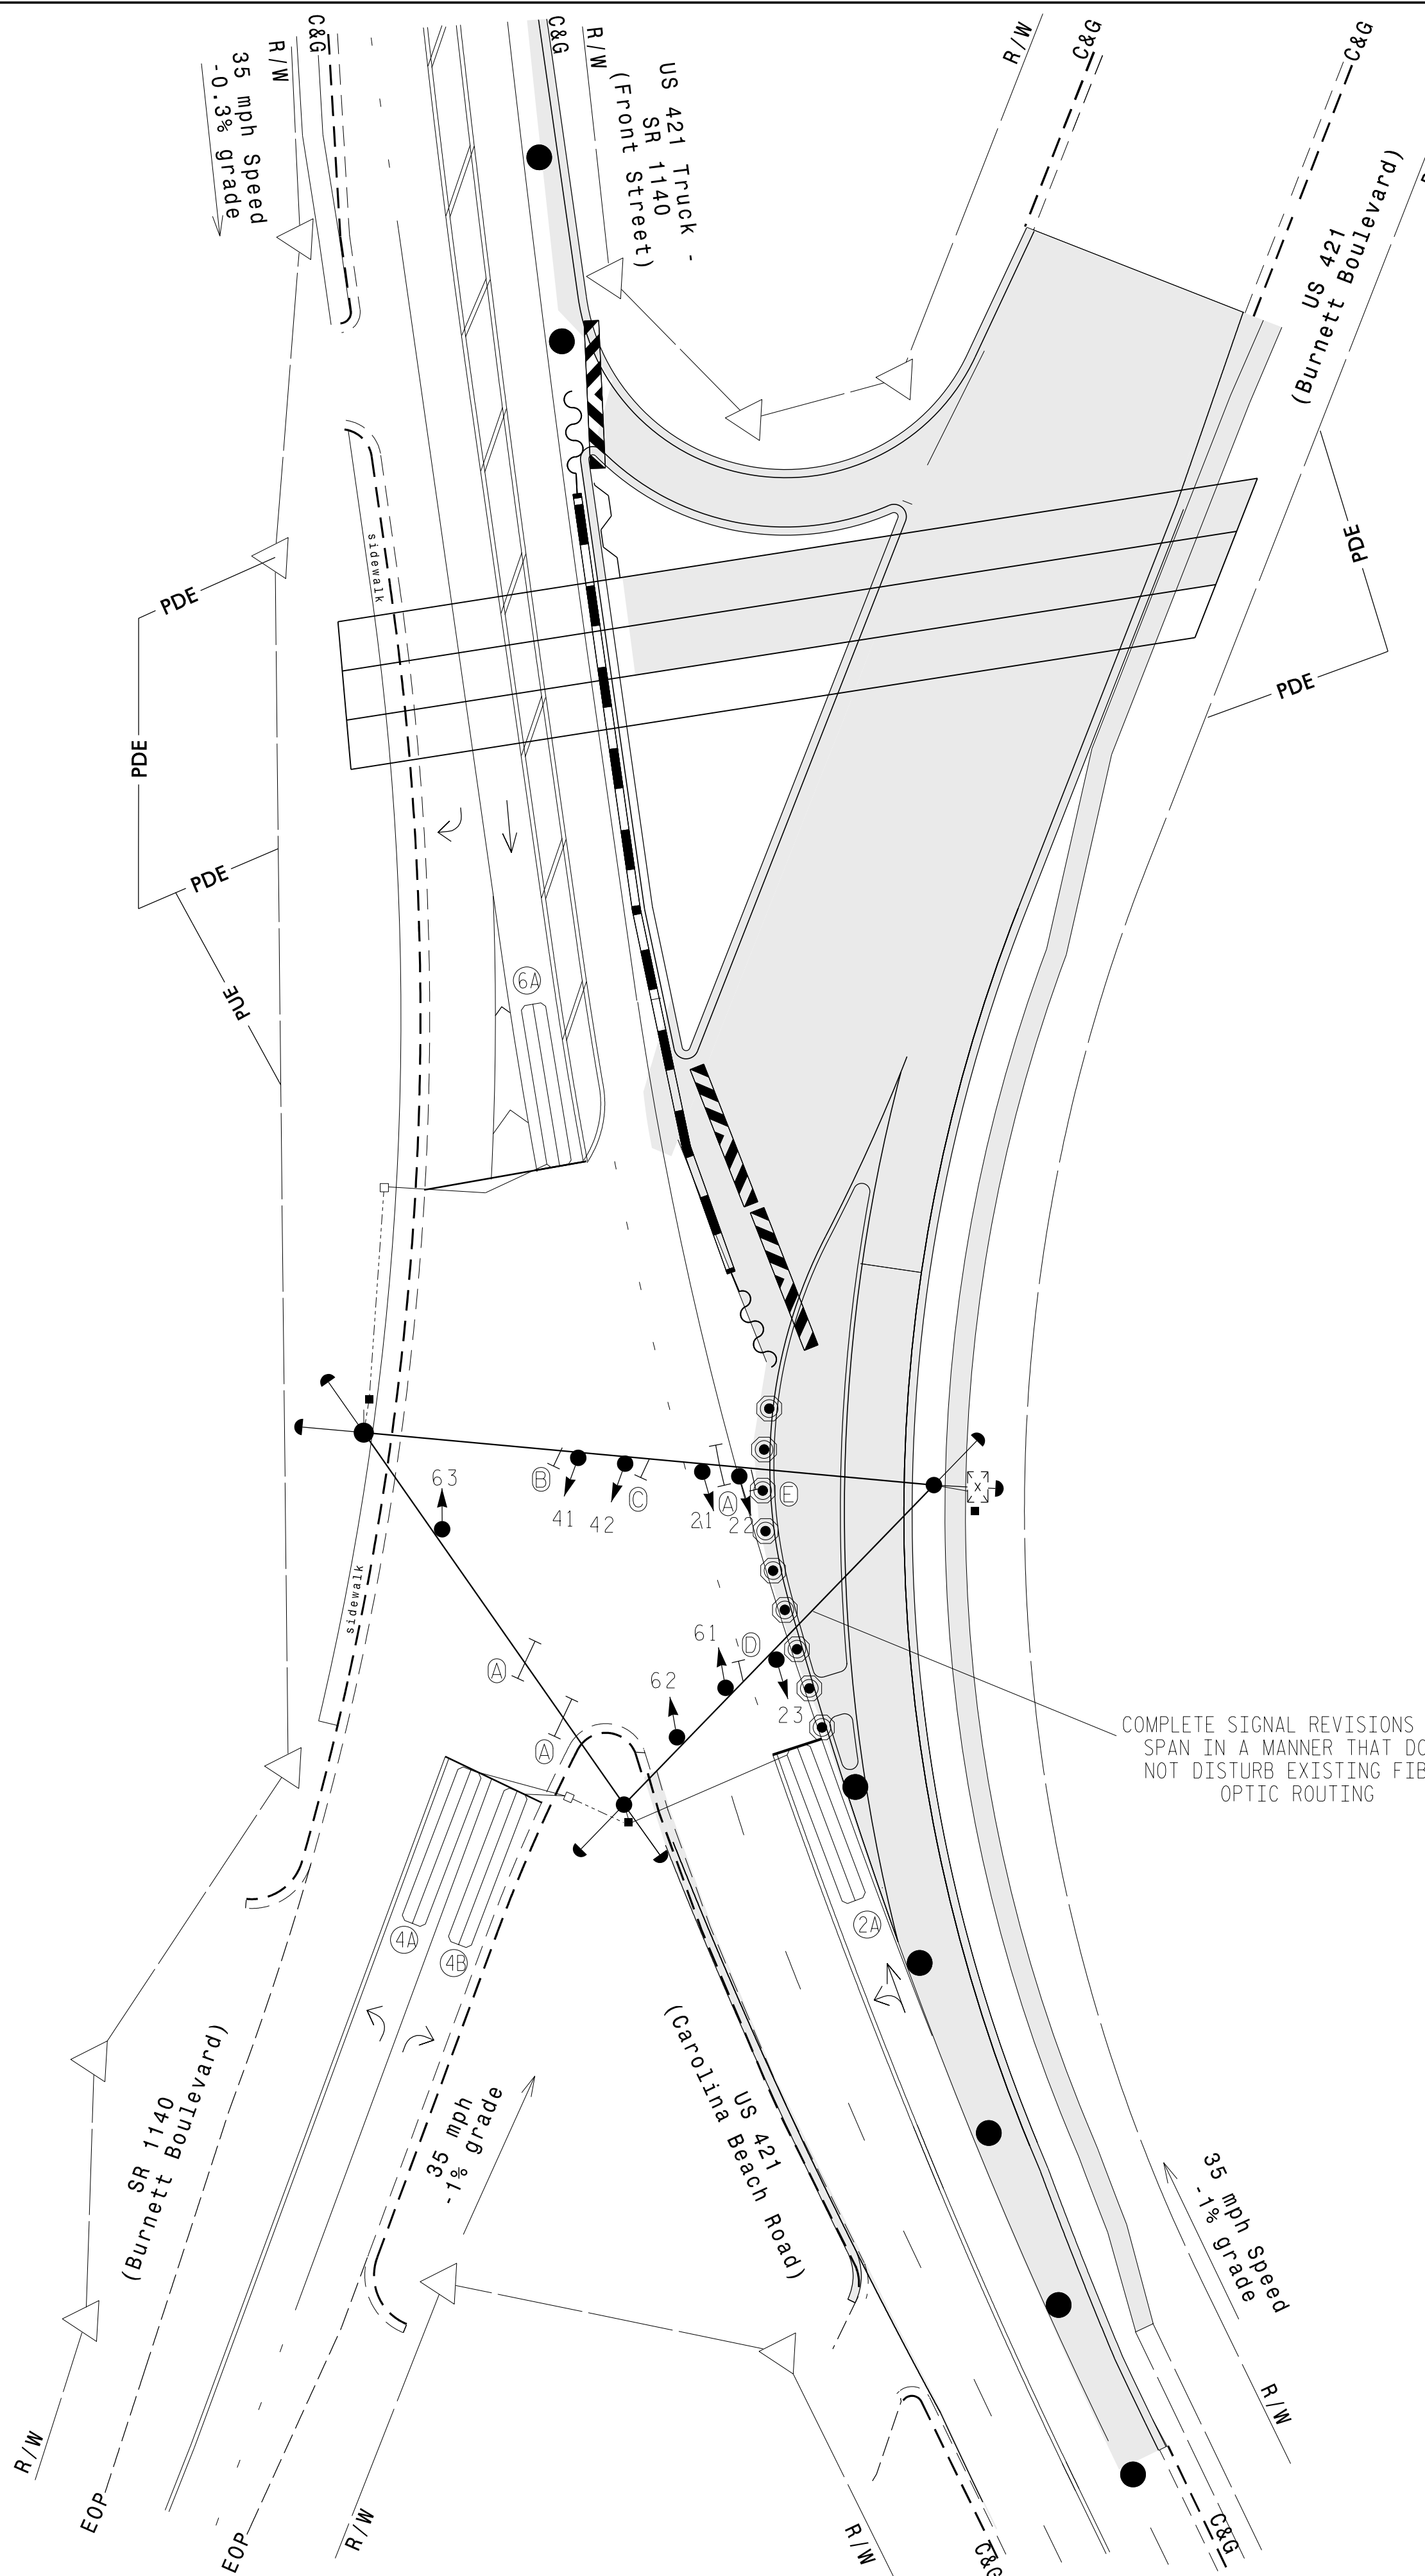 C&G
R/W
35 mph Speed
-0.3% grade
C&G
R/W
US 421 Truck -
SR 1140
(Front Street)
R/W
C&G
C&G
US 421
(Burnett Boulevard)
PDE
PDE
PDE
PDE
PDE
PUE
sidewalk
6A
63
B
41
42
C
21
A
22
E
X
sidewalk
A
A
61
D
62
23
COMPLETE SIGNAL REVISIONS
SPAN IN A MANNER THAT
NOT DISTURB EXISTING
OPTIC ROUTING
4A
4B
2A
SR 1140
(Burnett Boulevard)
35 mph
-1% grade
US 421
(Carolina Beach Road)
35 mph Speed
-1% grade
R/W
EOP
EOP
R/W
R/W
C&G
C&G
R/W